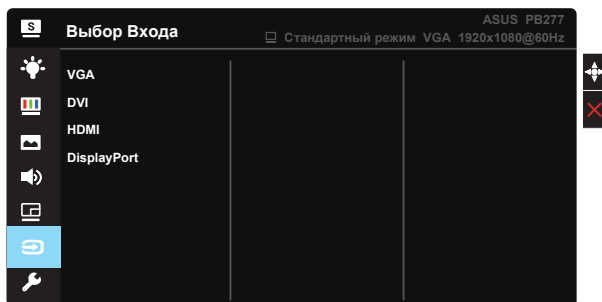 S
Выбор Входа
ASUS PB277
Стандартный режим VGA 1920x1080@60Hz
VGA
DVI
HDMI
DisplayPort